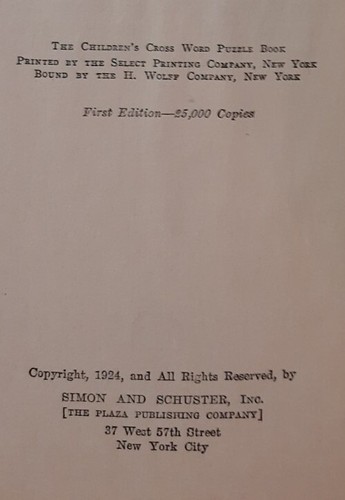 The Children's Cross Word Puzzle Book
Printed by the Select Printing Company, New York
Bound by the H. Wolff Company, New York
First Edition—25,000 Copies
Copyright, 1924, and All Rights Reserved, by
SIMON AND SCHUSTER, Inc.
[THE PLAZA PUBLISHING COMPANY]
37 West 57th Street
New York City